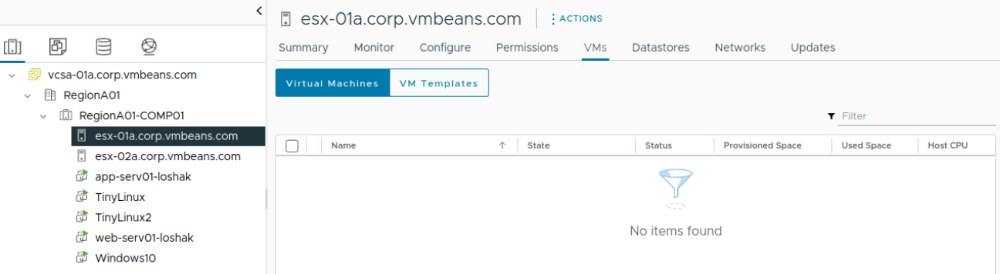 esx-01a.corp.vmbeans.com
ACTIONS
Summary Monitor Configure Permissions VMs Datastores Networks Updates
vcsa-01a.corp.vmbeans.com
RegionA01
RegionA01-COMP01
esx-01a.corp.vmbeans.com
esx-02a.corp.vmbeans.com
app-serv01-loshak
TinyLinux
TinyLinux2
web-serv01-loshak
Windows10
Virtual Machines VM Templates
Filter
Name State Status Provisioned Space Used Space Host CPU
No items found